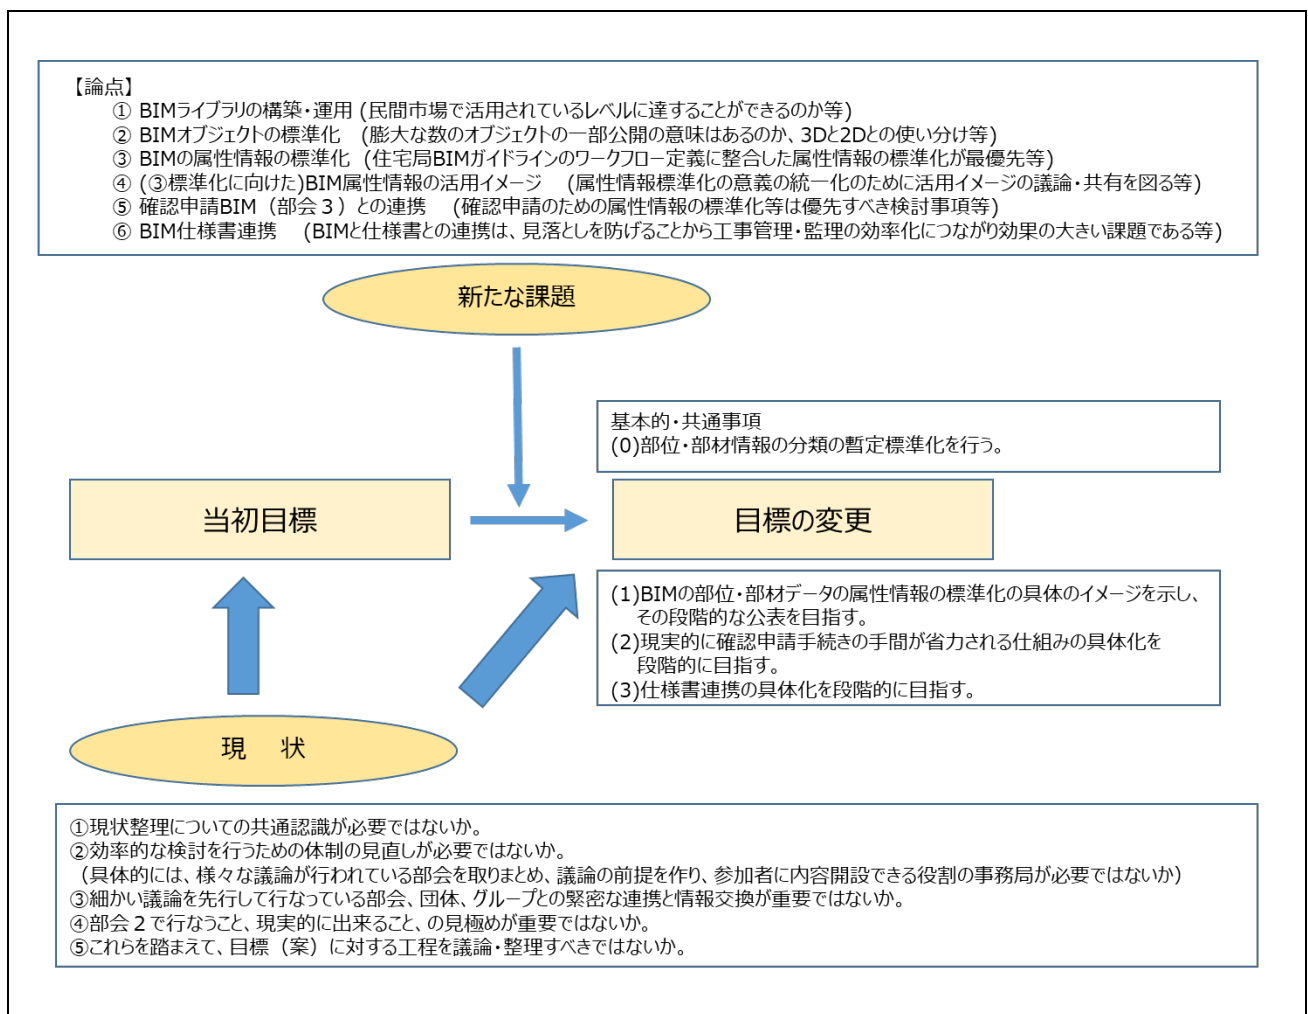 【論点】
① BIMライブラリの構築・運用 (民間市場で活用されているレベルに達することができるのか等)
② BIMオブジェクトの標準化 (膨大な数のオブジェクトの一部公開の意味はあるのか、3Dと2Dとの使い分け等)
③ BIMの属性情報の標準化 (住宅局BIMガイドラインのワークフロー定義に整合した属性情報の標準化が最優先等)
④ (③標準化に向けた)BIM属性情報の活用イメージ (属性情報標準化の意義の統一化のために活用イメージの議論・共有を図る等)
⑤ 確認申請BIM（部会３）との連携 (確認申請のための属性情報の標準化等は優先すべき検討事項等)
⑥ BIM仕様書連携 (BIMと仕様書との連携は、見落としを防げることから工事管理・監理の効率化につながり効果の大きい課題である等)
新たな課題
基本的・共通事項
(0)部位・部材情報の分類の暫定標準化を行う。
当初目標
目標の変更
(1)BIMの部位・部材データの属性情報の標準化の具体のイメージを示し、
その段階的な公表を目指す。
(2)現実的に確認申請手続きの手間が省力される仕組みの具体化を
段階的に目指す。
(3)仕様書連携の具体化を段階的に目指す。
現 状
①現状整理についての共通認識が必要ではないか。
②効率的な検討を行うための体制の見直しが必要ではないか。
（具体的には、様々な議論が行われている部会を取りまとめ、議論の前提を作り、参加者に内容開設できる役割の事務局が必要ではないか）
③細かい議論を先行して行なっている部会、団体、グループとの緊密な連携と情報交換が重要ではないか。
④部会２で行なうこと、現実的に出来ること、の見極めが重要ではないか。
⑤これらを踏まえて、目標（案）に対する工程を議論・整理すべきではないか。